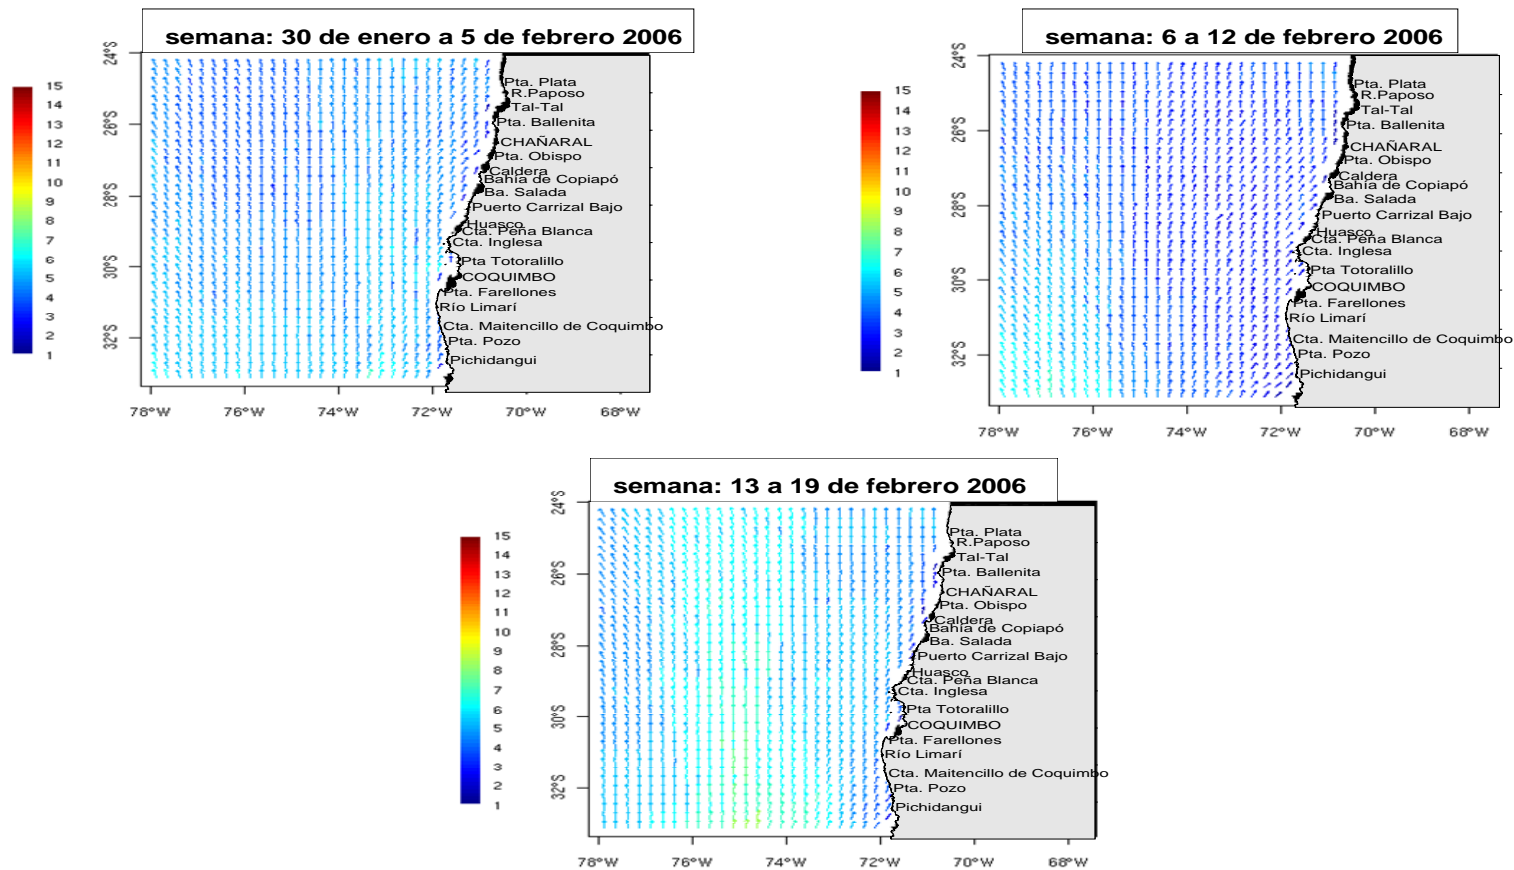 semana: 30 de enero a 5 de febrero 2006
24°S
26°S
28°S
30°S
32°S
15
14
13
12
11
10
9
8
7
6
5
4
3
2
1
Pta. Plata
R.Paposo
Tal-Tal
Pta. Ballenita
CHAÑARAL
Pta. Obispo
Caldera
Bahía de Copiapó
Ba. Salada
Puerto Carrizal Bajo
Huasco
Cta. Peña Blanca
Cta. Inglesa
Pta Totoralillo
COQUIMBO
Pta. Farellones
Río Limarí
Cta. Maitencillo de Coquimbo
Pta. Pozo
Pichidangui
78°W 76°W 74°W 72°W 70°W 68°W
semana: 6 a 12 de febrero 2006
24°S
26°S
28°S
30°S
32°S
15
14
13
12
11
10
9
8
7
6
5
4
3
2
1
Pta. Plata
R.Paposo
Tal-Tal
Pta. Ballenita
CHAÑARAL
Pta. Obispo
Caldera
Bahía de Copiapó
Ba. Salada
Puerto Carrizal Bajo
Huasco
Cta. Peña Blanca
Cta. Inglesa
Pta Totoralillo
COQUIMBO
Pta. Farellones
Río Limarí
Cta. Maitencillo de Coquimbo
Pta. Pozo
Pichidangui
78°W 76°W 74°W 72°W 70°W 68°W
semana: 13 a 19 de febrero 2006
24°S
26°S
28°S
30°S
32°S
15
14
13
12
11
10
9
8
7
6
5
4
3
2
1
Pta. Plata
R.Paposo
Tal-Tal
Pta. Ballenita
CHAÑARAL
Pta. Obispo
Caldera
Bahía de Copiapó
Ba. Salada
Puerto Carrizal Bajo
Huasco
Cta. Peña Blanca
Cta. Inglesa
Pta Totoralillo
COQUIMBO
Pta. Farellones
Río Limarí
Cta. Maitencillo de Coquimbo
Pta. Pozo
Pichidangui
78°W 76°W 74°W 72°W 70°W 68°W